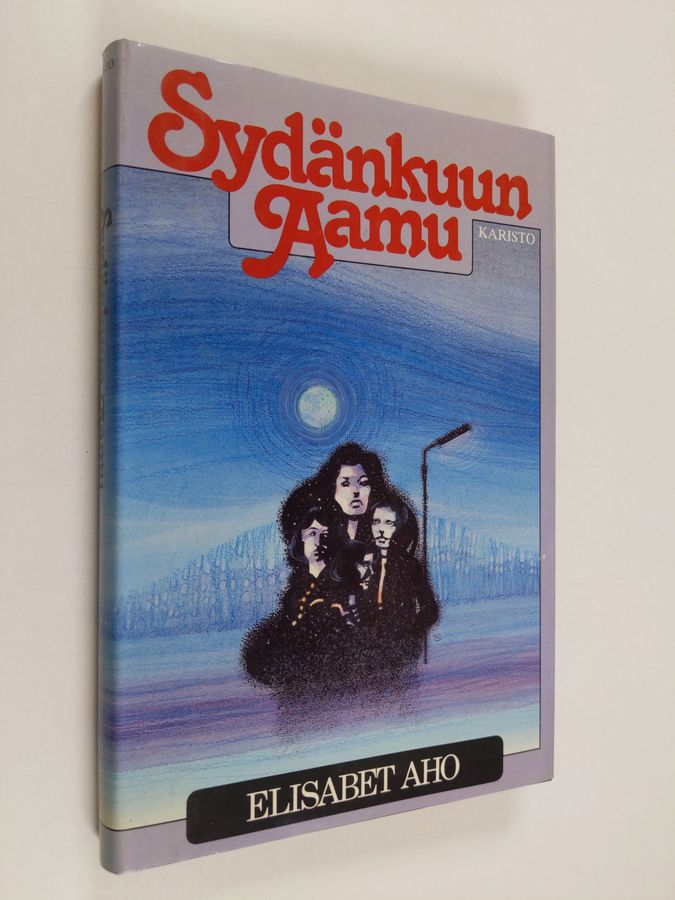 Sydänkuun
Aamu
KARISTO
ELISABET AHO